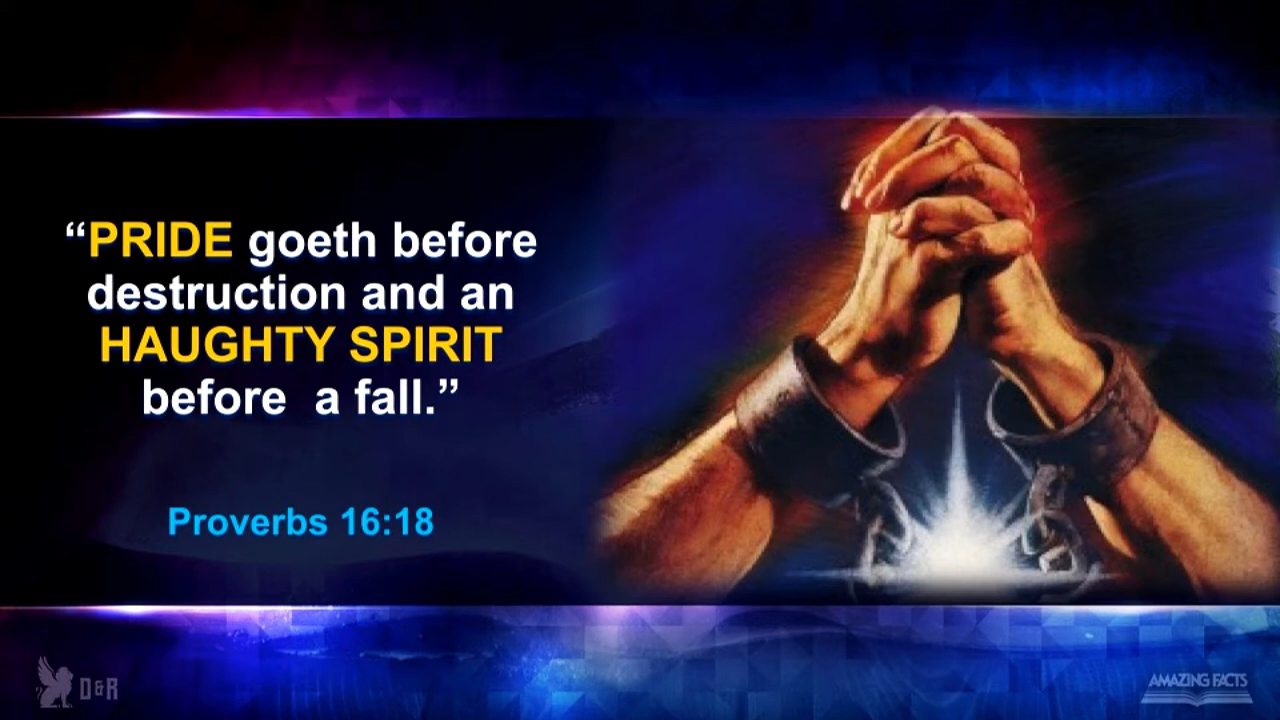 “PRIDE goeth before
destruction and an
HAUGHTY SPIRIT
before  a fall.”
Proverbs 16:18
D&R
AMAZING FACTS